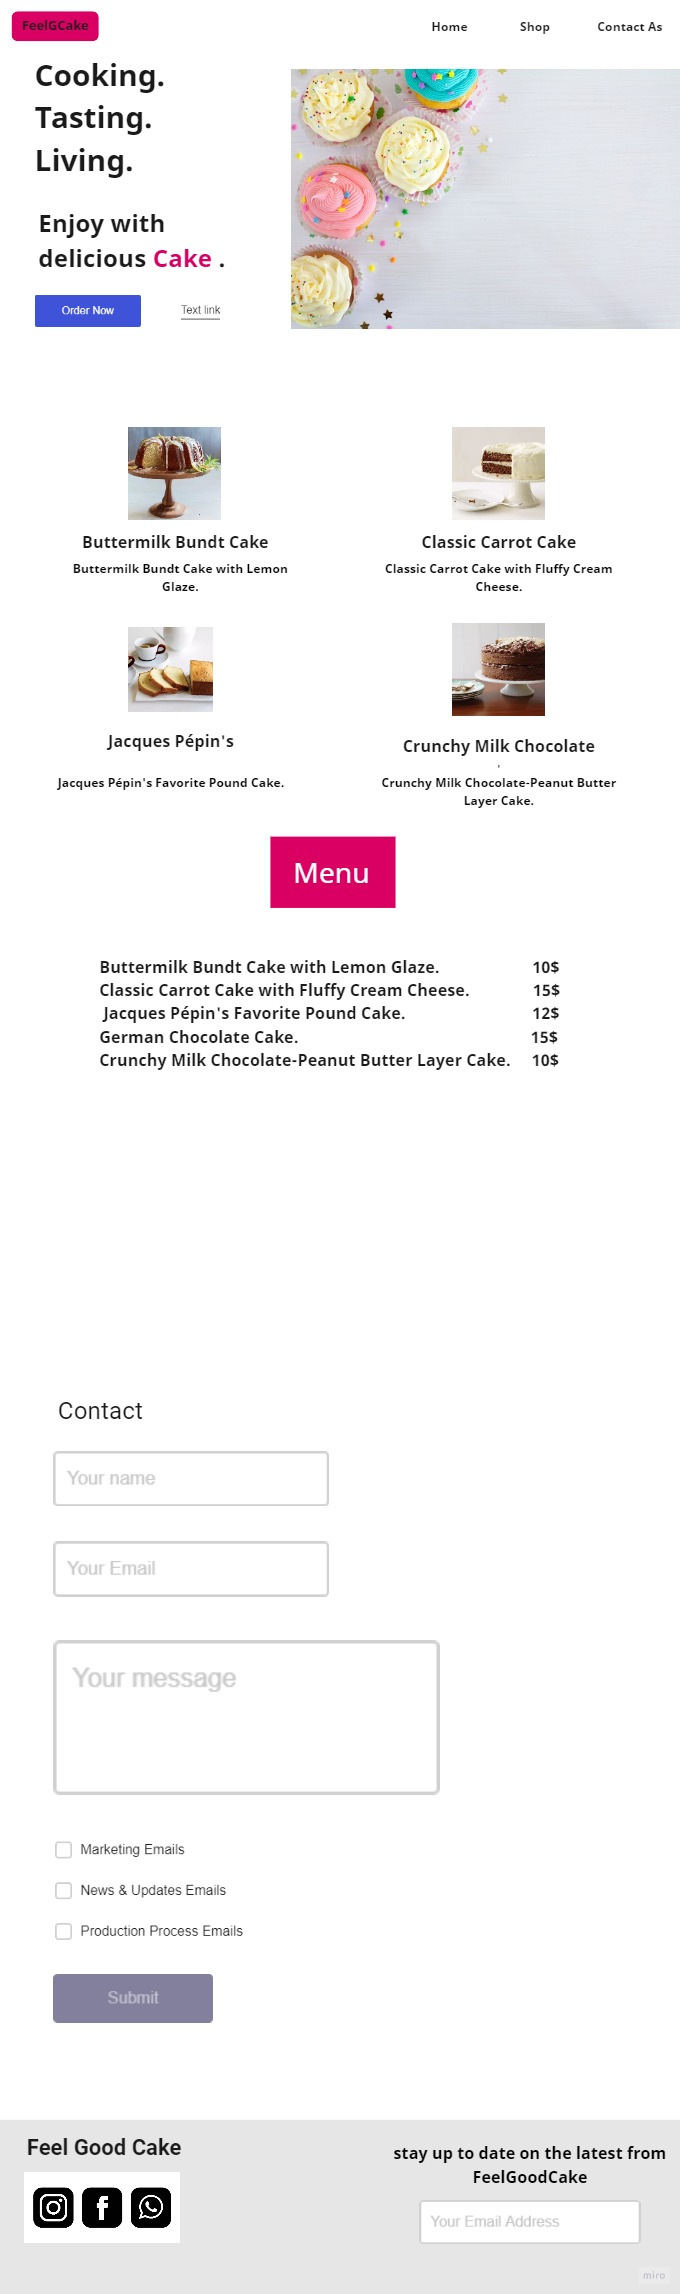 FeelGCake
Home
Shop
Contact As
Cooking.
Tasting.
Living.
Enjoy with
delicious Cake .
Order Now
Text link
Buttermilk Bundt Cake
Buttermilk Bundt Cake with Lemon
Glaze.
Classic Carrot Cake
Classic Carrot Cake with Fluffy Cream
Cheese.
Jacques Pépin's
Jacques Pépin's Favorite Pound Cake.
Crunchy Milk Chocolate
Crunchy Milk Chocolate-Peanut Butter
Layer Cake.
Menu
Buttermilk Bundt Cake with Lemon Glaze. 10$
Classic Carrot Cake with Fluffy Cream Cheese. 15$
Jacques Pépin's Favorite Pound Cake. 12$
German Chocolate Cake. 15$
Crunchy Milk Chocolate-Peanut Butter Layer Cake. 10$
Contact
Your name
Your Email
Your message
Marketing Emails
News & Updates Emails
Production Process Emails
Submit
Feel Good Cake
stay up to date on the latest from
FeelGoodCake
Your Email Address
miro